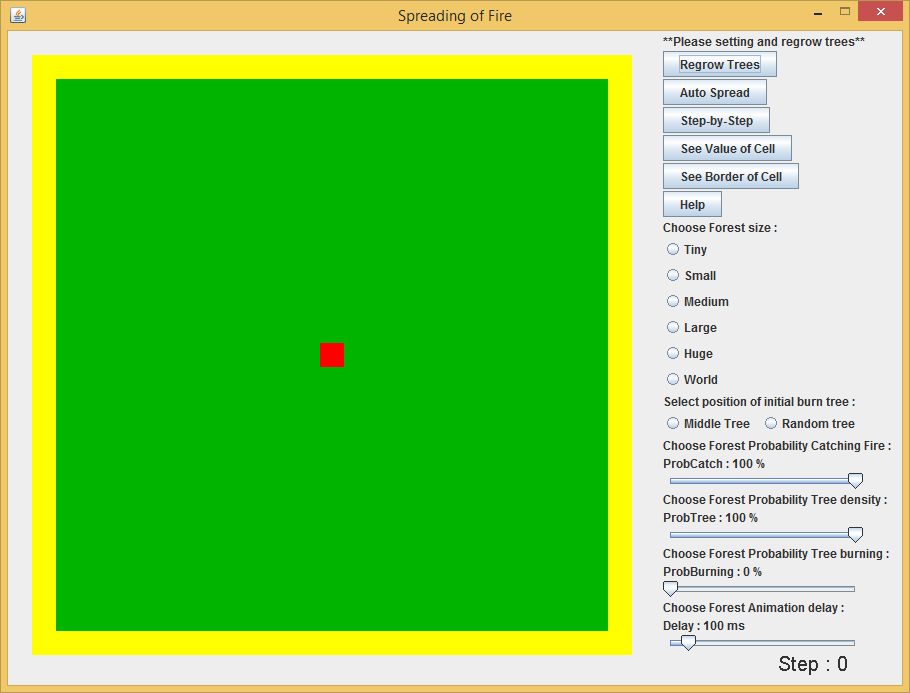 Spreading of Fire
**Please setting and regrow trees**
Regrow Trees
Auto Spread
Step-by-Step
See Value of Cell
See Border of Cell
Help
Choose Forest size :
Tiny
Small
Medium
Large
Huge
World
Select position of initial burn tree :
Middle Tree Random tree
Choose Forest Probability Catching Fire :
ProbCatch : 100 %
Choose Forest Probability Tree density :
ProbTree : 100 %
Choose Forest Probability Tree burning :
ProbBurning : 0 %
Choose Forest Animation delay :
Delay : 100 ms
Step : 0